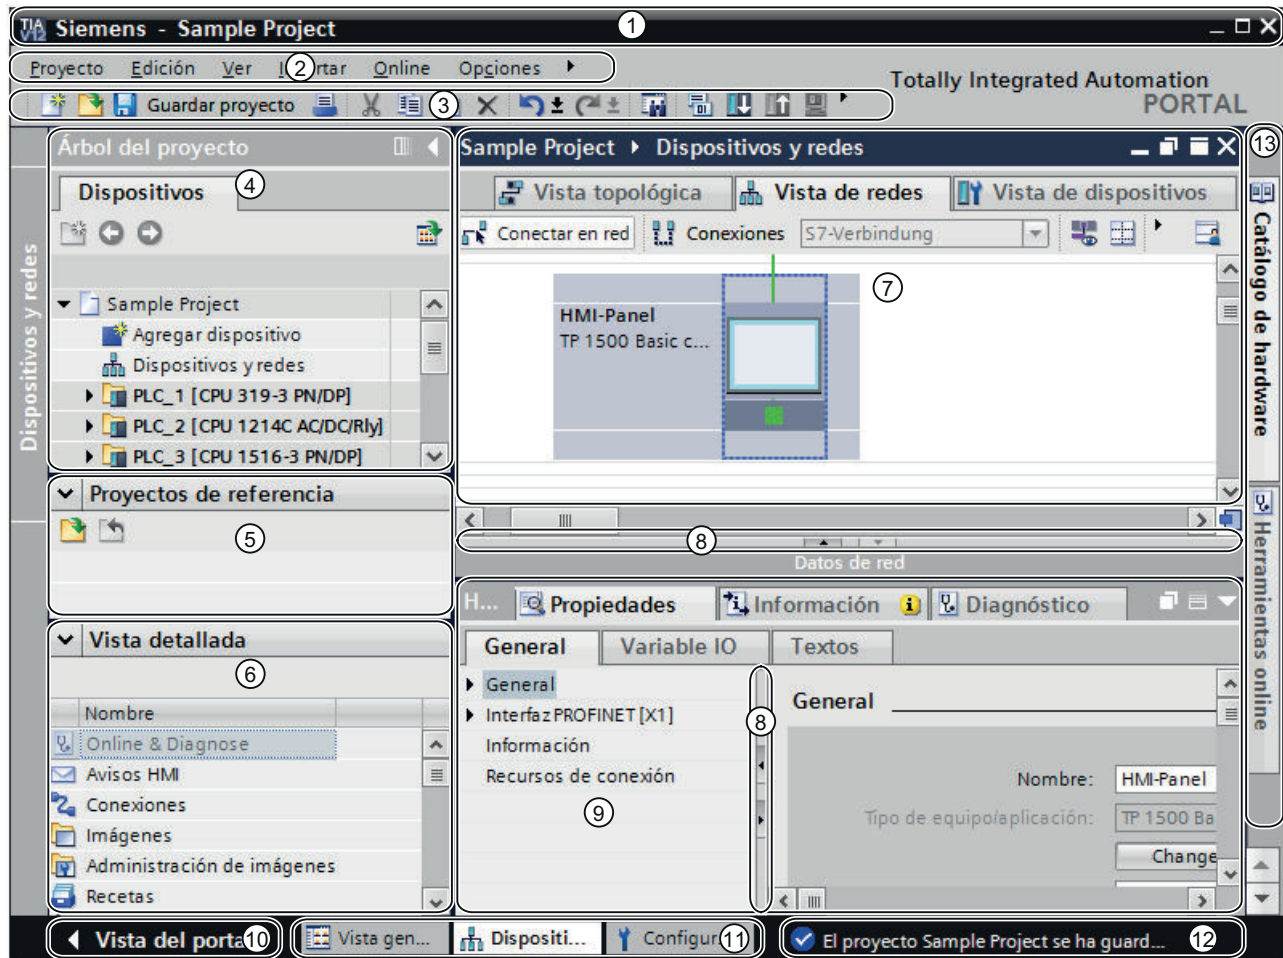 TIA V12 Siemens - Sample Project 1
Proyecto Edición Ver 2 Online Opciones
Totally Integrated Automation
PORTAL
Guardar proyecto 3
Árbol del proyecto
Dispositivos 4
Sample Project
Agregar dispositivo
Dispositivos y redes
PLC_1 [CPU 319-3 PN/DP]
PLC_2 [CPU 1214C AC/DC/Rly]
PLC_3 [CPU 1516-3 PN/DP]
Dispositivos y redes
Proyectos de referencia
5
Vista detallada
6
Nombre
Online & Diagnose
Avisos HMI
Conexiones
Imágenes
Administración de imágenes
Recetas
Sample Project Dispositivos y redes
Vista topológica Vista de redes Vista de dispositivos
Conectar en red Conexiones S7-Verbindung
7
HMI-Panel
TP 1500 Basic c...
8
Datos de red
H... Propiedades Información Diagnóstico
General Variable IO Textos
General
Interfaz PROFINET [X1]
Información
Recursos de conexión
9
8
General
Nombre: HMI-Panel
Tipo de equipo/aplicación: TP 1500 Ba
Change
13
Catálogo de hardware
Herramientas online
Vista del porta 10
Vista gen... Dispositi... Configur 11
El proyecto Sample Project se ha guard... 12